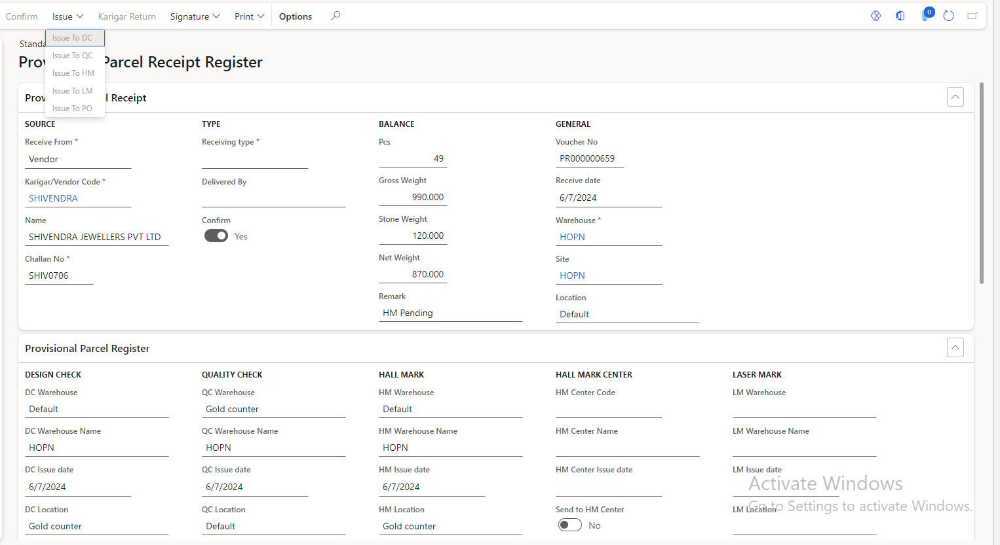 Confirm Issue Karigar Return Signature Print Options 0
Issue To DC
Issue To QC
Issue To HM
Issue To LM
Issue To PO
Standa
Pro Parcel Receipt Register
Prov l Receipt
SOURCE
Receive From *
Vendor
Karigar/Vendor Code *
SHIVENDRA
Name
SHIVENDRA JEWELLERS PVT LTD
Challan No *
SHIV0706
TYPE
Receiving type *
Delivered By
Confirm
Yes
BALANCE
Pcs
49
Gross Weight
990.000
Stone Weight
120.000
Net Weight
870.000
Remark
HM Pending
GENERAL
Voucher No
PR000000659
Receive date
6/7/2024
Warehouse *
HOPN
Site
HOPN
Location
Default
Provisional Parcel Register
DESIGN CHECK
DC Warehouse
Default
DC Warehouse Name
HOPN
DC Issue date
6/7/2024
DC Location
Gold counter
QUALITY CHECK
QC Warehouse
Gold counter
QC Warehouse Name
HOPN
QC Issue date
6/7/2024
QC Location
Default
HALL MARK
HM Warehouse
Default
HM Warehouse Name
HOPN
HM Issue date
6/7/2024
HM Location
Gold counter
HALL MARK CENTER
HM Center Code
HM Center Name
HM Center Issue date
Send to HM Center
No
LASER MARK
LM Warehouse
LM Warehouse Name
LM Issue date
LM Location
Activate Windows
Go to Settings to activate Windows.